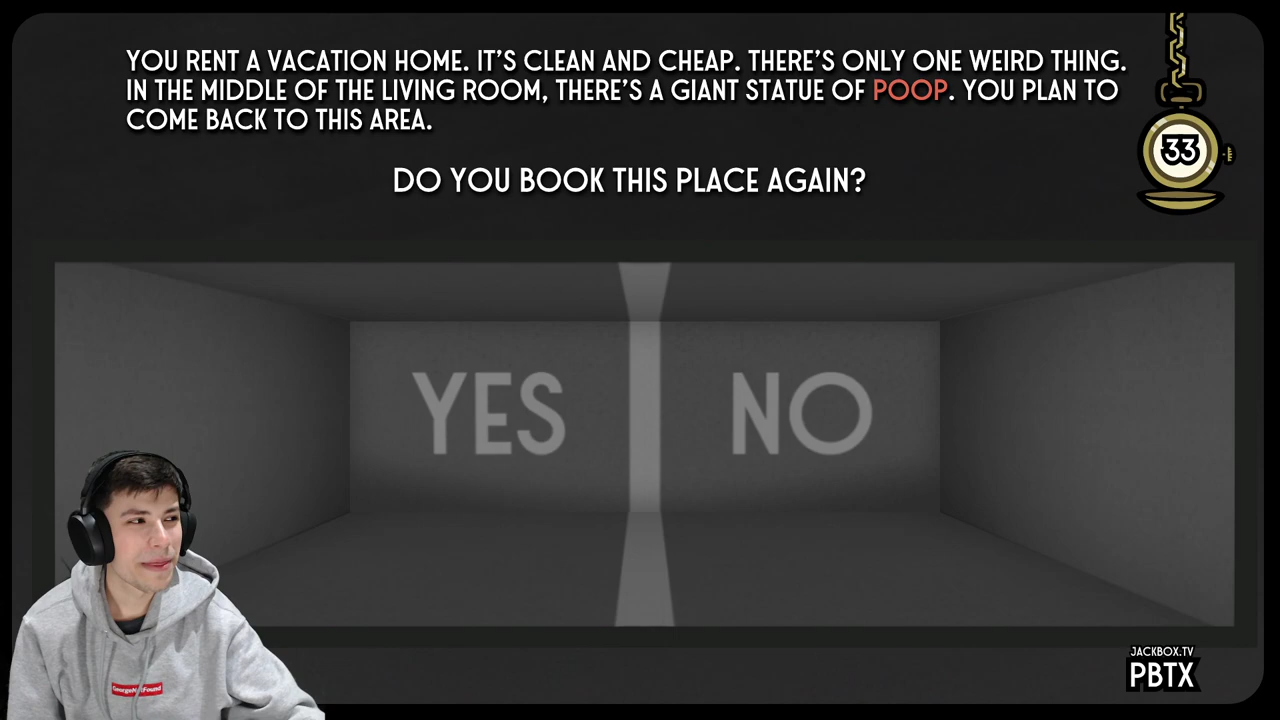 YOU RENT A VACATION HOME. IT'S CLEAN AND CHEAP. THERE'S ONLY ONE WEIRD THING.
IN THE MIDDLE OF THE LIVING ROOM, THERE'S A GIANT STATUE OF POOP. YOU PLAN TO
COME BACK TO THIS AREA.
33
DO YOU BOOK THIS PLACE AGAIN?
YES
NO
GeorgeNotFound
JACKBOX.TV
PBTX